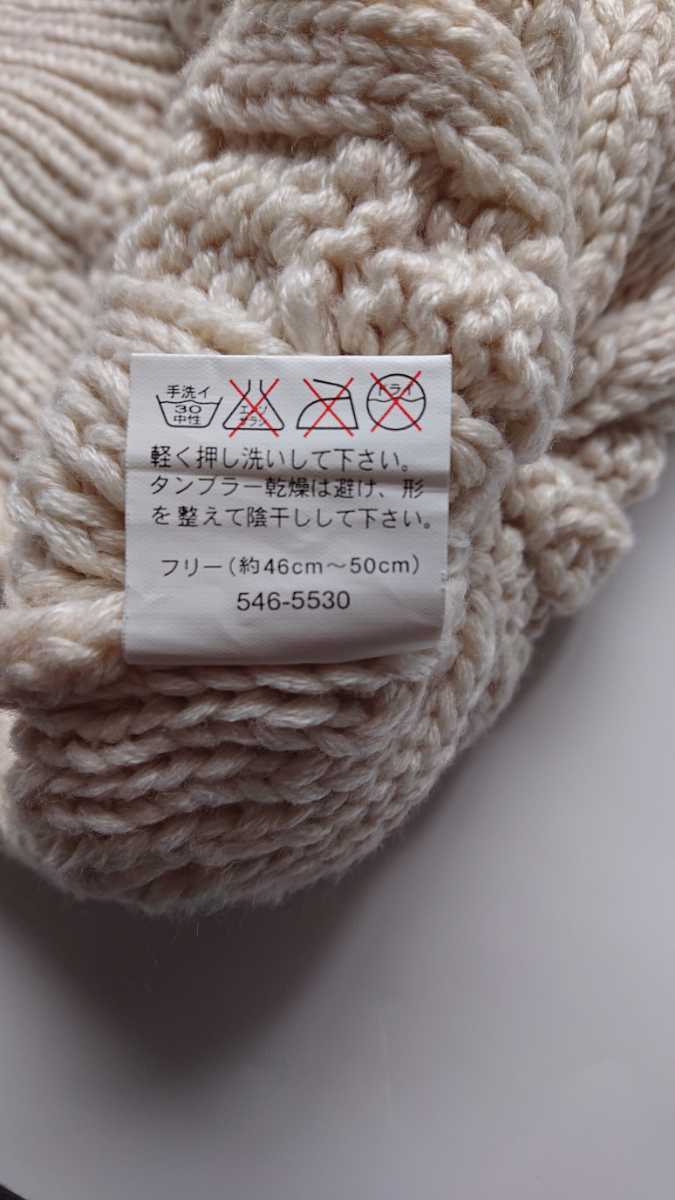 手洗イ
30
中性
エンソ
サラシ
ドライ
軽く押し洗いして下さい。
タンブラー乾燥は避け、形
を整えて陰干しして下さい。
フリー(約46cm〜50cm)
546-5530